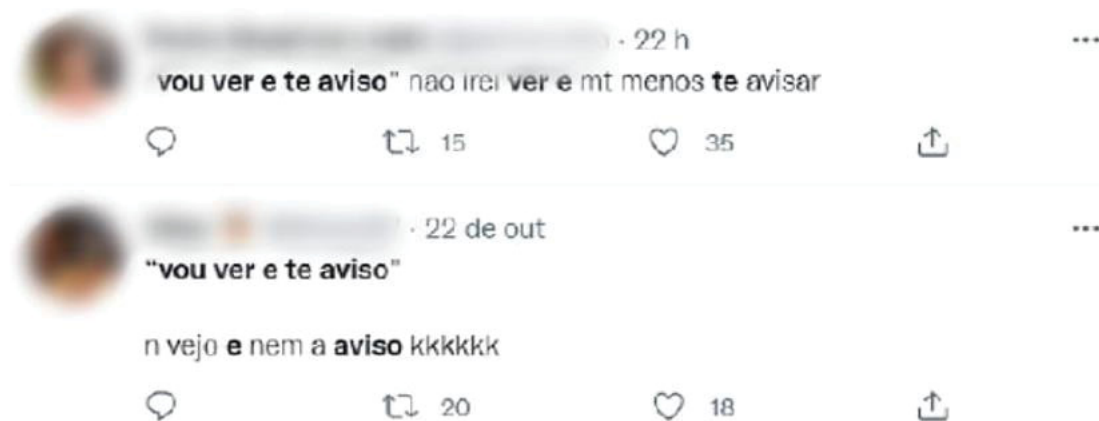 · 22 h
"vou ver e te aviso" nao irei ver e mt menos te avisar
15 35
· 22 de out
“vou ver e te aviso”
n vejo e nem a aviso kkkkkk
20 18